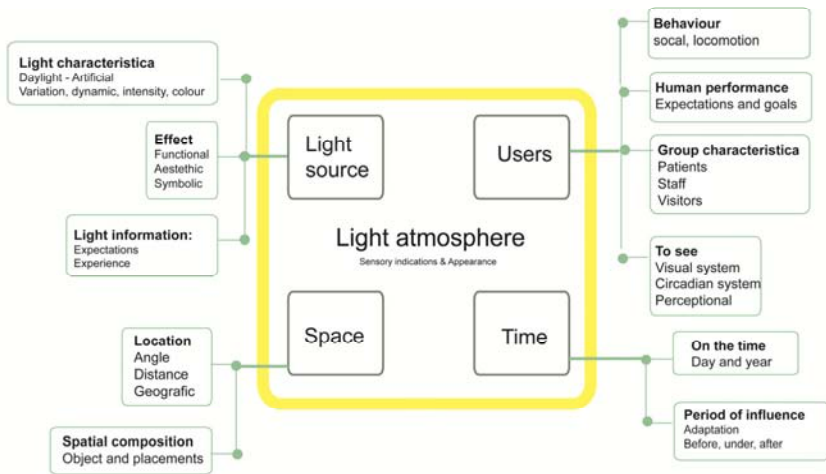 Light characteristica
Daylight - Artificial
Variation, dynamic, intensity, colour
Effect
Functional
Aestethic
Symbolic
Light information:
Expectations
Experience
Location
Angle
Distance
Geografic
Spatial composition
Object and placements
Light
source
Users
Light atmosphere
Sensory indications & Appearance
Space
Time
Behaviour
socal, locomotion
Human performance
Expectations and goals
Group characteristica
Patients
Staff
Visitors
To see
Visual system
Circadian system
Perceptional
On the time
Day and year
Period of influence
Adaptation
Before, under, after